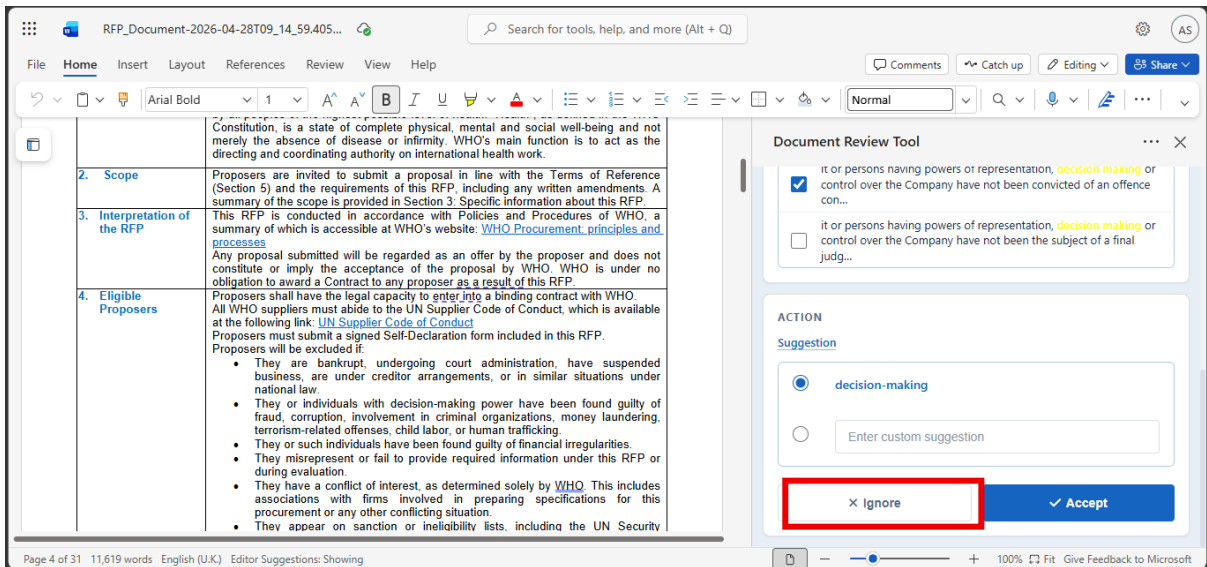 RFP_Document-2026-04-28T09_14_59.405...
Search for tools, help, and more (Alt + Q)
AS
File Home Insert Layout References Review View Help
Comments Catch up Editing Share
Arial Bold 1 A A B I U A Normal
Constitution, is a state of complete physical, mental and social well-being and not
merely the absence of disease or infirmity. WHO's main function is to act as the
directing and coordinating authority on international health work.
2. Scope
Proposers are invited to submit a proposal in line with the Terms of Reference
(Section 5) and the requirements of this RFP, including any written amendments. A
summary of the scope is provided in Section 3: Specific information about this RFP.
3. Interpretation of
the RFP
This RFP is conducted in accordance with Policies and Procedures of WHO, a
summary of which is accessible at WHO's website: WHO Procurement: principles and
processes
Any proposal submitted will be regarded as an offer by the proposer and does not
constitute or imply the acceptance of the proposal by WHO. WHO is under no
obligation to award a Contract to any proposer as a result of this RFP.
4. Eligible
Proposers
Proposers shall have the legal capacity to enter into a binding contract with WHO.
All WHO suppliers must abide to the UN Supplier Code of Conduct, which is available
at the following link: UN Supplier Code of Conduct
Proposers must submit a signed Self-Declaration form included in this RFP.
Proposers will be excluded if:
• They are bankrupt, undergoing court administration, have suspended
business, are under creditor arrangements, or in similar situations under
national law.
• They or individuals with decision-making power have been found guilty of
fraud, corruption, involvement in criminal organizations, money laundering,
terrorism-related offenses, child labor, or human trafficking.
• They or such individuals have been found guilty of financial irregularities.
• They misrepresent or fail to provide required information under this RFP or
during evaluation.
• They have a conflict of interest, as determined solely by WHO. This includes
associations with firms involved in preparing specifications for this
procurement or any other conflicting situation.
• They appear on sanction or ineligibility lists, including the UN Security
Document Review Tool
it or persons having powers of representation, decision making or
control over the Company have not been convicted of an offence
con...
it or persons having powers of representation, decision making or
control over the Company have not been the subject of a final
judg...
ACTION
Suggestion
decision-making
Enter custom suggestion
Ignore
Accept
Page 4 of 31 11,619 words English (U.K.) Editor Suggestions: Showing
100% Fit Give Feedback to Microsoft